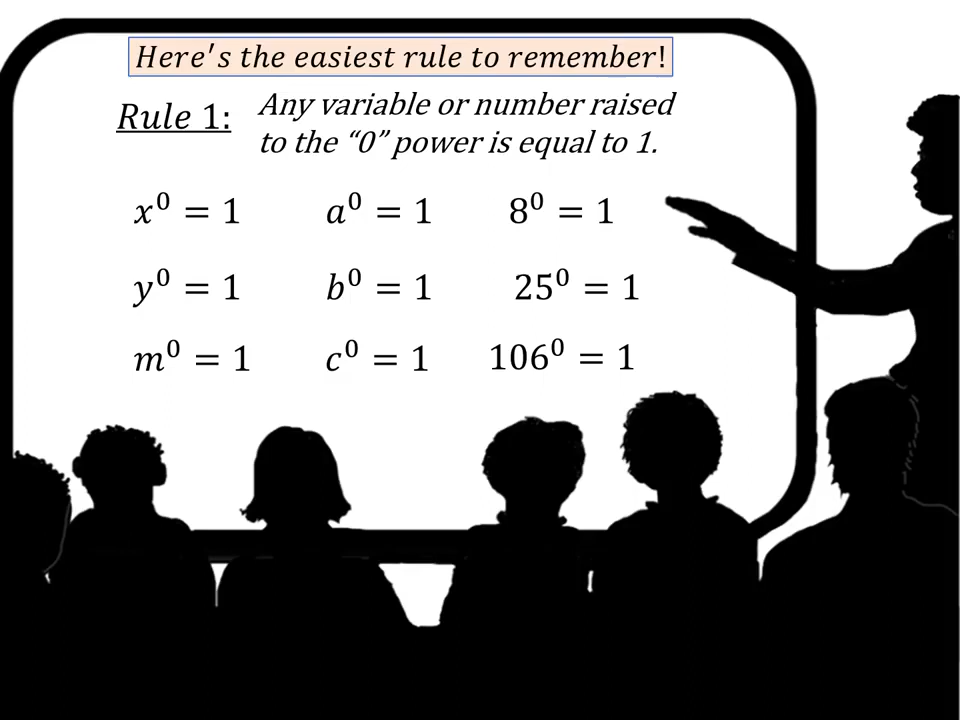 Here's the easiest rule to remember!
Rule 1: Any variable or number raised
to the “0” power is equal to 1.
x⁰ = 1 a⁰ = 1 8⁰ = 1
y⁰ = 1 b⁰ = 1 25⁰ = 1
m⁰ = 1 c⁰ = 1 106⁰ = 1